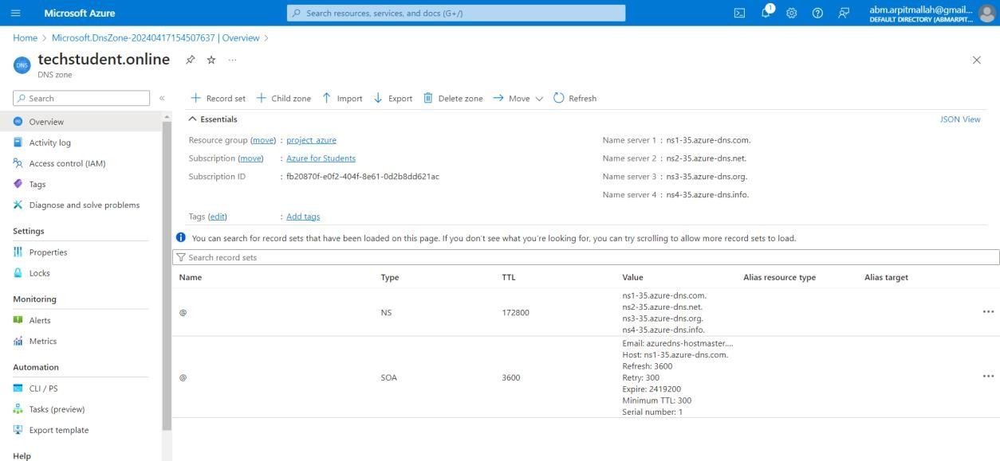 Microsoft Azure
Search resources, services, and docs (G+/)
1
abm.arpitmallah@gmail...
DEFAULT DIRECTORY (ABMARPIT...
Home > Microsoft.DnsZone-20240417154507637 | Overview >
DNS
techstudent.online
...
DNS zone
Search
«
Overview
Activity log
Access control (IAM)
Tags
Diagnose and solve problems
Settings
Properties
Locks
Monitoring
Alerts
Metrics
Automation
CLI / PS
Tasks (preview)
Export template
Help
Record set
Child zone
Import
Export
Delete zone
Move
Refresh
Essentials
JSON View
Resource group (move) : project_azure
Subscription (move) : Azure for Students
Subscription ID : fb20870f-e0f2-404f-8e61-0d2b8dd621ac
Name server 1 : ns1-35.azure-dns.com.
Name server 2 : ns2-35.azure-dns.net.
Name server 3 : ns3-35.azure-dns.org.
Name server 4 : ns4-35.azure-dns.info.
Tags (edit) : Add tags
You can search for record sets that have been loaded on this page. If you don't see what you're looking for, you can try scrolling to allow more record sets to load.
Search record sets
Name Type TTL Value Alias resource type Alias target
@ NS 172800
ns1-35.azure-dns.com.
ns2-35.azure-dns.net.
ns3-35.azure-dns.org.
ns4-35.azure-dns.info.
@ SOA 3600
Email: azuredns-hostmaster....
Host: ns1-35.azure-dns.com.
Refresh: 3600
Retry: 300
Expire: 2419200
Minimum TTL: 300
Serial number: 1